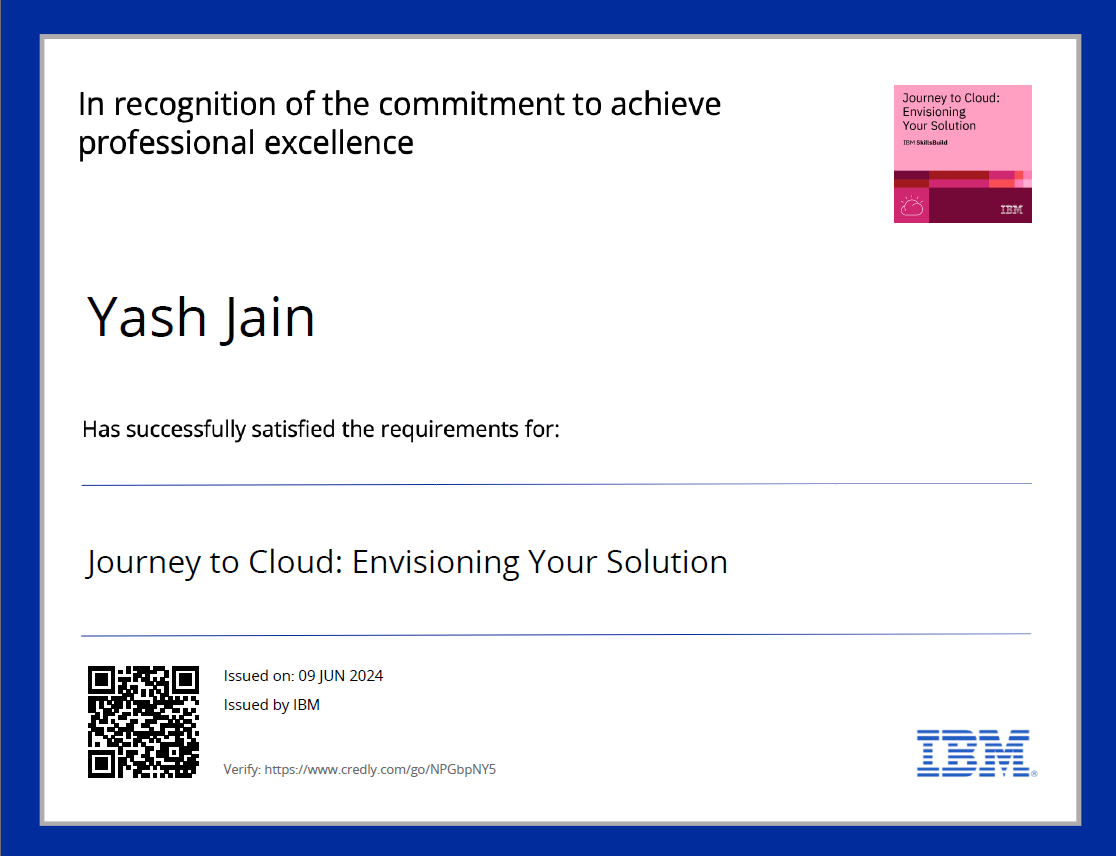 In recognition of the commitment to achieve
professional excellence
Journey to Cloud:
Envisioning
Your Solution
IBM SkillsBuild
IBM
Yash Jain
Has successfully satisfied the requirements for:
Journey to Cloud: Envisioning Your Solution
Issued on: 09 JUN 2024
Issued by IBM
Verify: https://www.credly.com/go/NPGbpNY5
IBM®